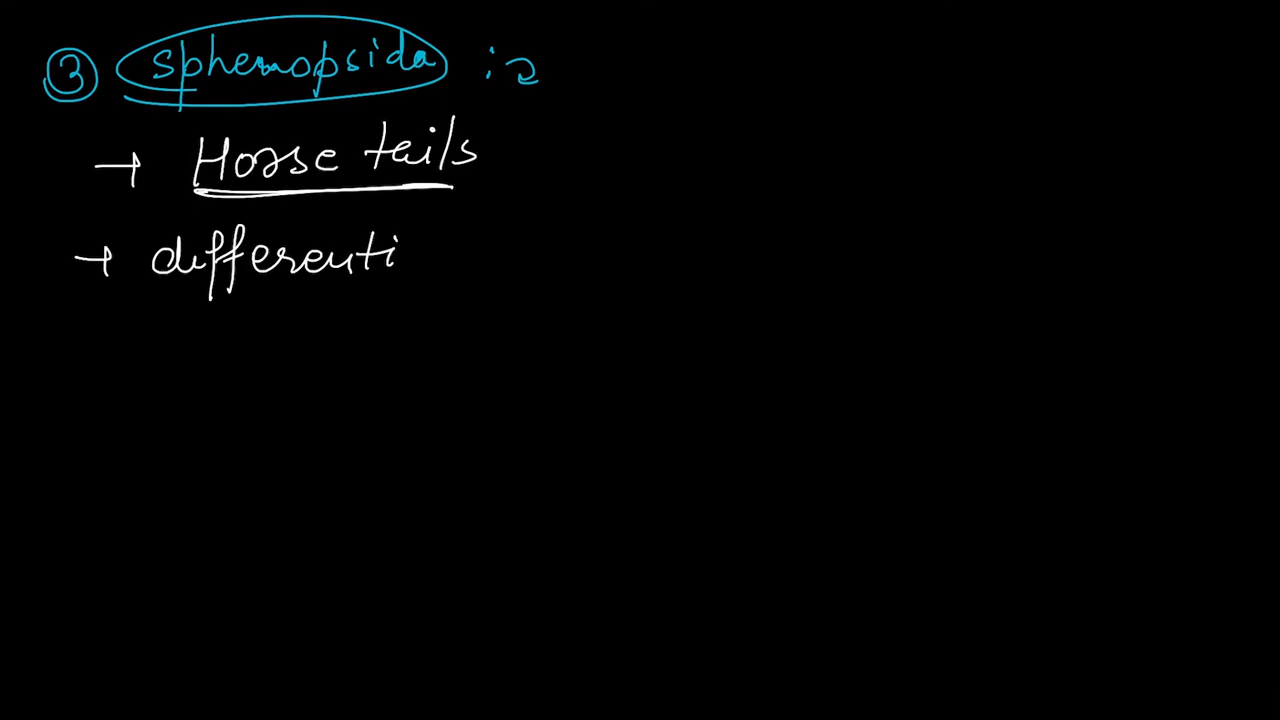 ③ sphenopsida :-
→ Horse tails
→ differenti